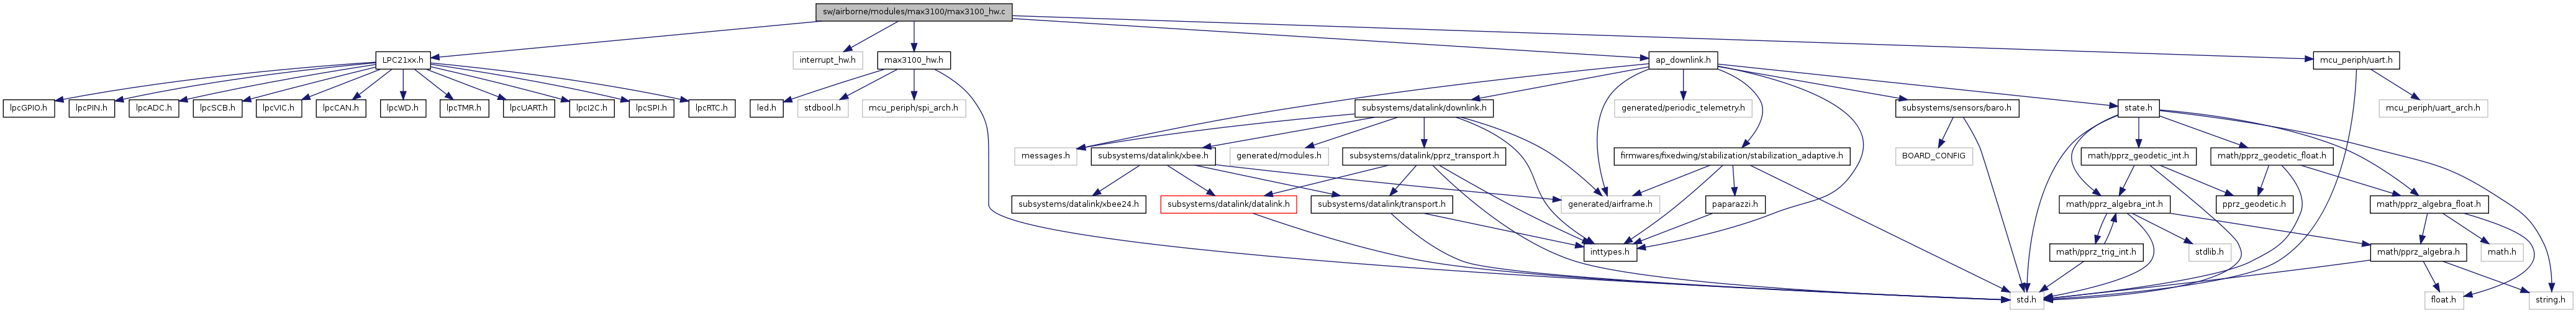 sw/airborne/modules/max3100/max3100_hw.c
LPC21xx.h
interrupt_hw.h
max3100_hw.h
ap_downlink.h
mcu_periph/uart.h
lpcGPIO.h
lpcPIN.h
lpcADC.h
lpcSCB.h
lpcVIC.h
lpcCAN.h
lpcWD.h
lpcTMR.h
lpcUART.h
lpcI2C.h
lpcSPI.h
lpcRTC.h
led.h
stdbool.h
mcu_periph/spi_arch.h
subsystems/datalink/downlink.h
generated/periodic_telemetry.h
subsystems/sensors/baro.h
state.h
mcu_periph/uart_arch.h
messages.h
subsystems/datalink/xbee.h
generated/modules.h
subsystems/datalink/pprz_transport.h
firmwares/fixedwing/stabilization/stabilization_adaptive.h
BOARD_CONFIG
math/pprz_geodetic_int.h
math/pprz_geodetic_float.h
subsystems/datalink/xbee24.h
subsystems/datalink/datalink.h
subsystems/datalink/transport.h
generated/airframe.h
paparazzi.h
math/pprz_algebra_int.h
pprz_geodetic.h
math/pprz_algebra_float.h
inttypes.h
math/pprz_trig_int.h
stdlib.h
math/pprz_algebra.h
math.h
std.h
float.h
string.h